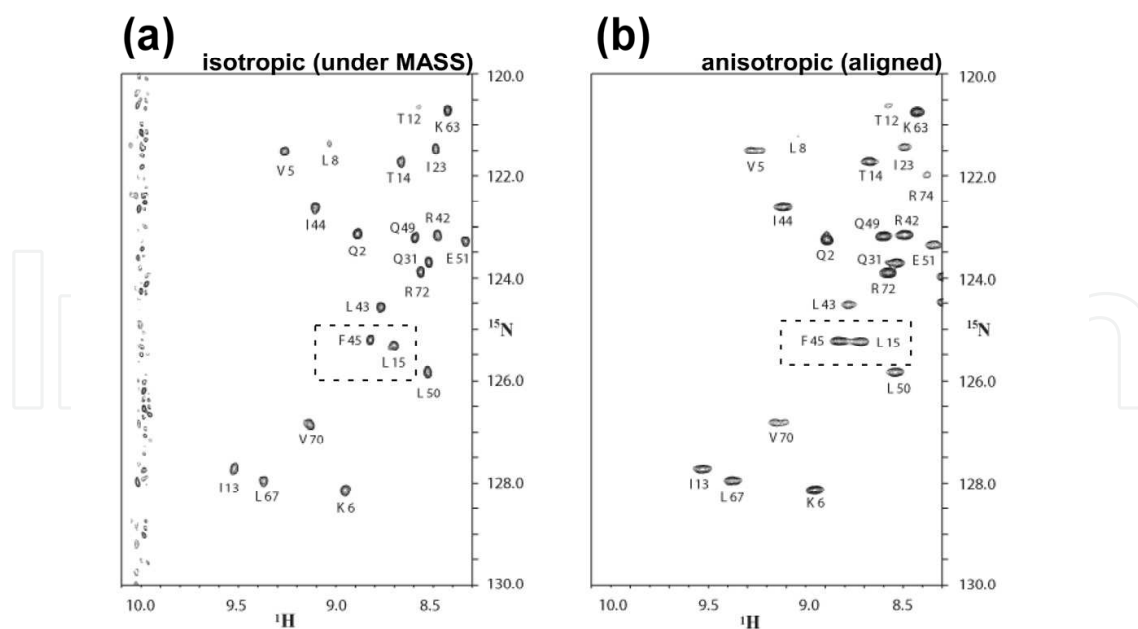 (a)
isotropic (under MASS)
120.0
T12
K63
L8
V5
I23
T14
122.0
I44
Q49
R42
Q2
Q31
E51
R72
124.0
L43
15N
F45
L15
126.0
L50
V70
I13
L67
K6
128.0
130.0
10.0
9.5
9.0
8.5
1H
(b)
anisotropic (aligned)
120.0
T12
K63
L8
V5
I23
T14
122.0
R74
I44
Q49
R42
Q2
Q31
E51
R72
124.0
L43
15N
F45
L15
126.0
L50
V70
I13
L67
K6
128.0
130.0
10.0
9.5
9.0
8.5
1H